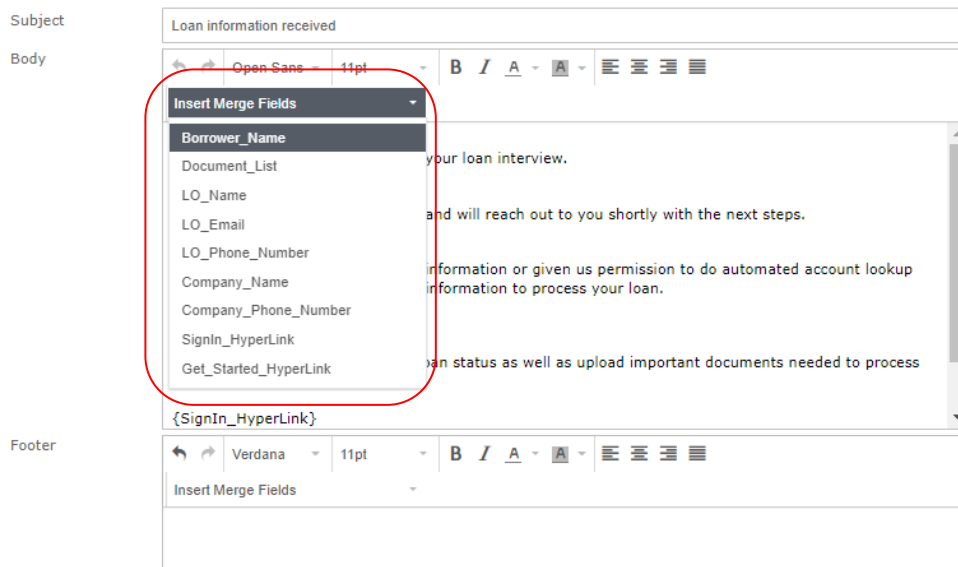 Subject
Loan information received
Body
Open Sans 11pt B I A A
Insert Merge Fields
Borrower_Name
your loan interview.
Document_List
LO_Name
and will reach out to you shortly with the next steps.
LO_Email
LO_Phone_Number
information or given us permission to do automated account lookup
Company_Name
information to process your loan.
Company_Phone_Number
SignIn_HyperLink
oan status as well as upload important documents needed to process
Get_Started_HyperLink
{SignIn_HyperLink}
Footer
Verdana 11pt B I A A
Insert Merge Fields